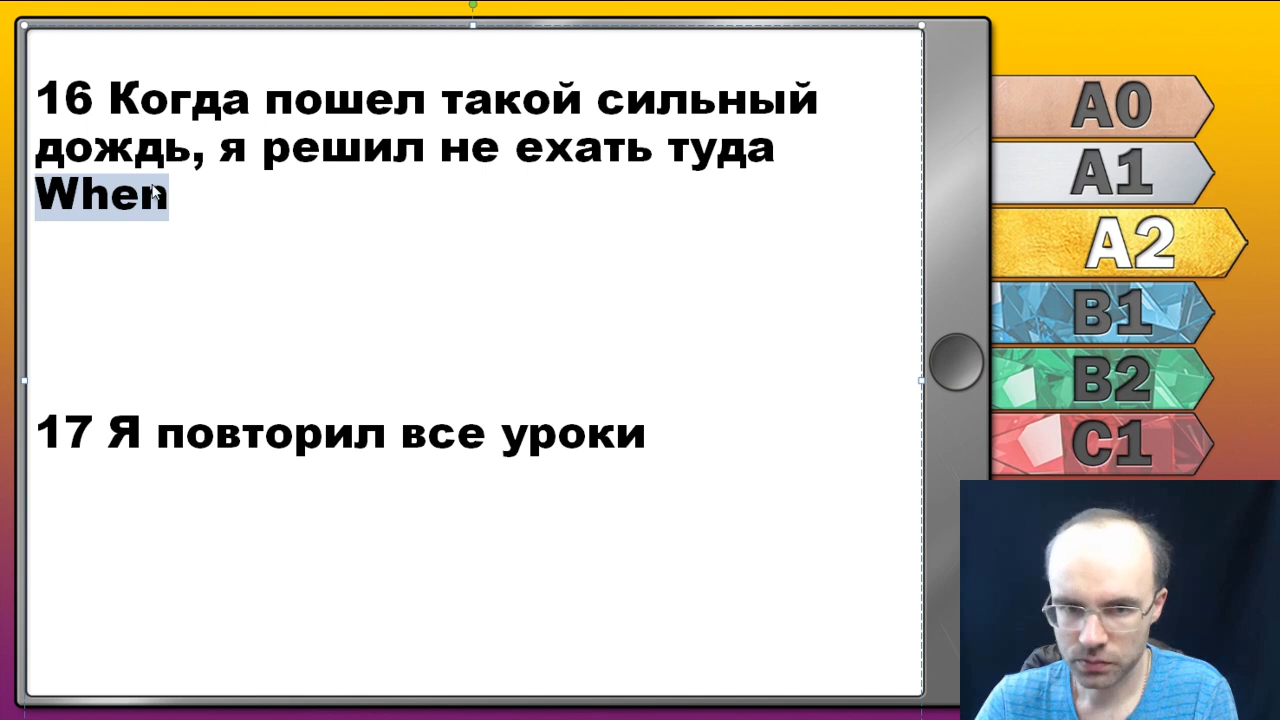 16 Когда пошел такой сильный
дождь, я решил не ехать туда
When
17 Я повторил все уроки
A0
A1
A2
B1
B2
C1